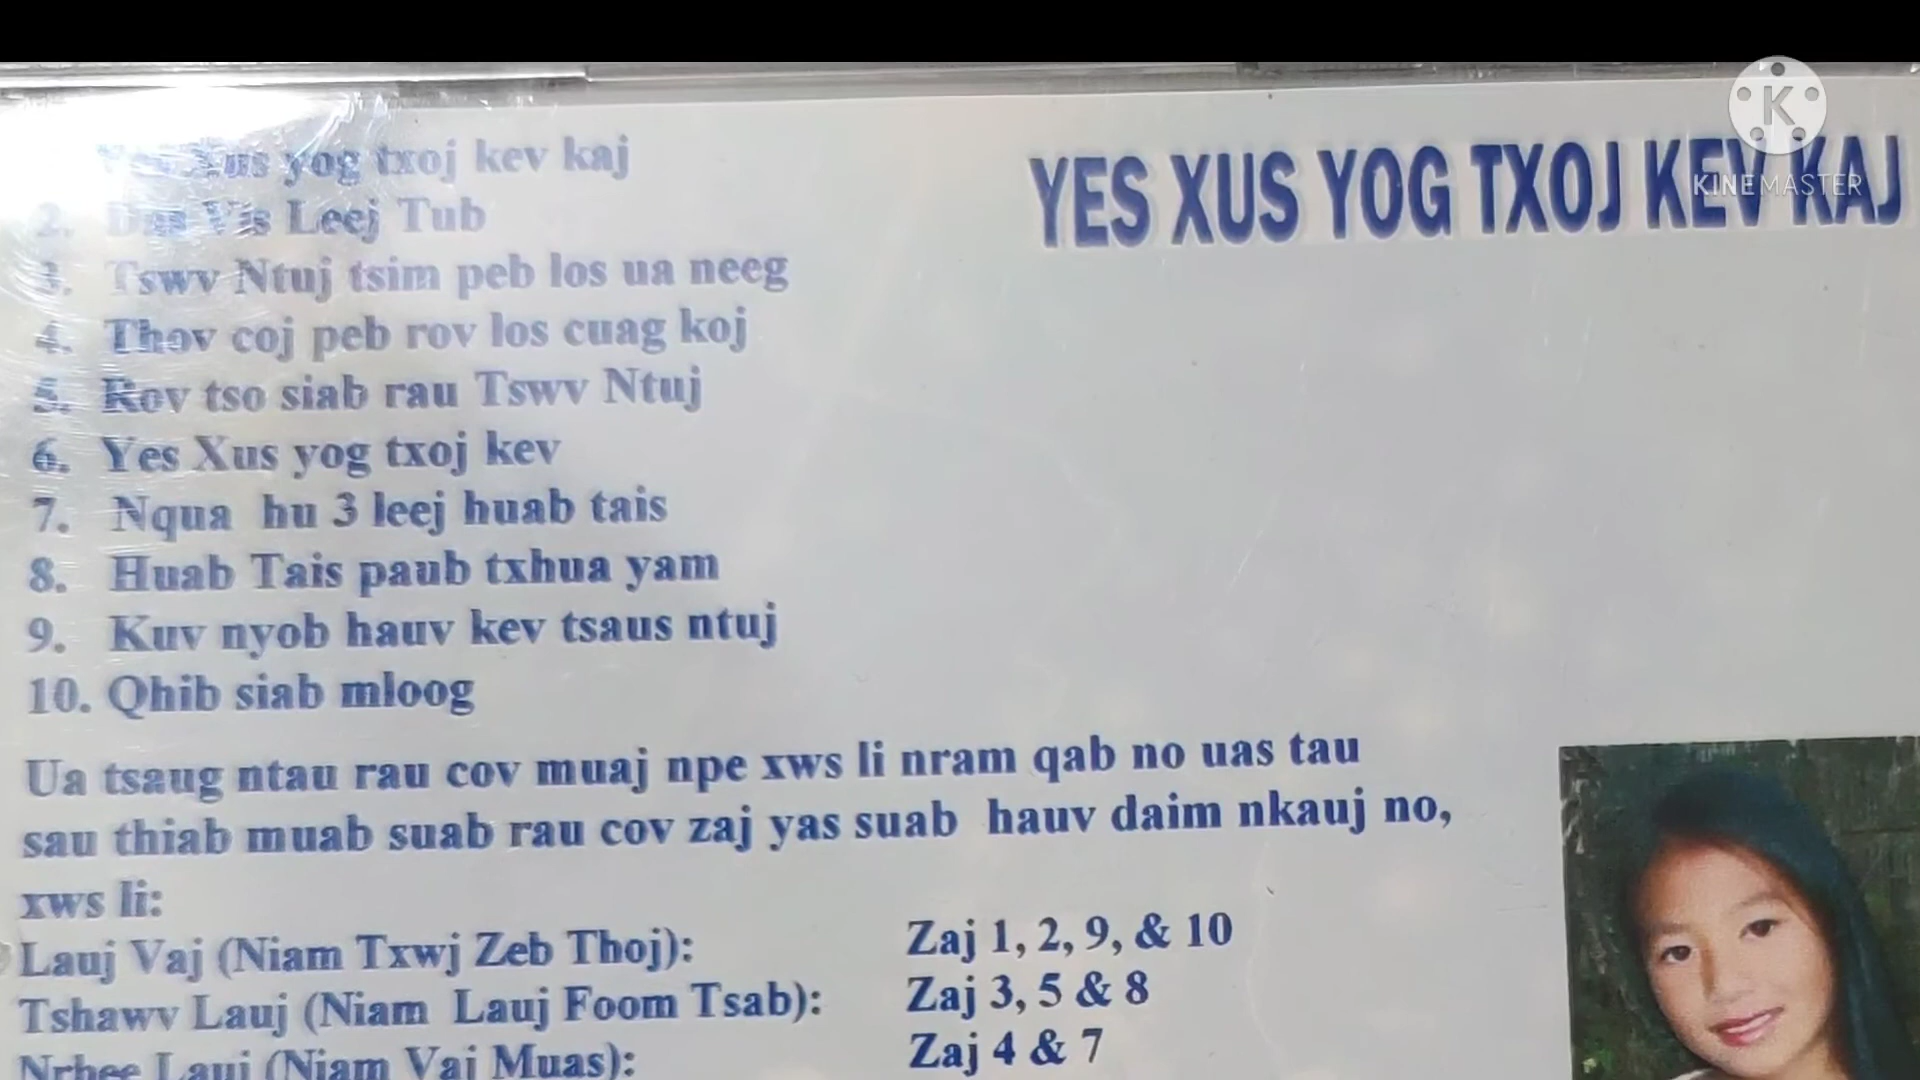 YES XUS YOG TXOJ KEV KAJ
KINEMASTER
Yes Xus yog txoj kev kaj
2. Leej Tub
3. Tswv Ntuj tsim peb los ua neeg
4. Thov coj peb rov los cuag koj
5. Rov tso siab rau Tswv Ntuj
6. Yes Xus yog txoj kev
7. Nqua hu 3 leej huab tais
8. Huab Tais paub txhua yam
9. Kuv nyob hauv kev tsaus ntuj
10. Qhib siab mloog
Ua tsaug ntau rau cov muaj npe xws li nram qab no uas tau
sau thiab muab suab rau cov zaj yas suab hauv daim nkauj no,
xws li:
Lauj Vaj (Niam Txwj Zeb Thoj): Zaj 1, 2, 9, & 10
Tshawv Lauj (Niam Lauj Foom Tsab): Zaj 3, 5 & 8
Lauj (Niam Vaj Muas): Zaj 4 & 7